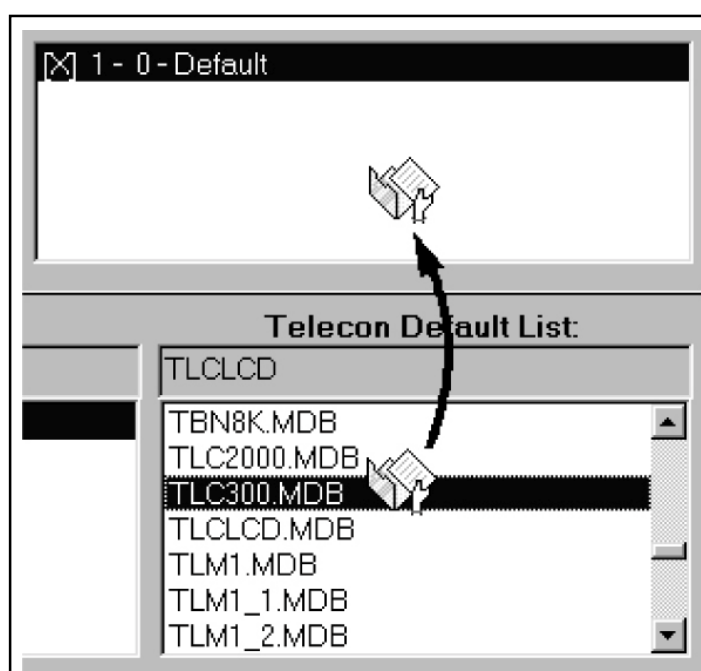 [X] 1 - 0 - Default
Telecon Default List:
TLCLCD
TBN8K.MDB
TLC2000.MDB
TLC300.MDB
TLCLCD.MDB
TLM1.MDB
TLM1_1.MDB
TLM1_2.MDB